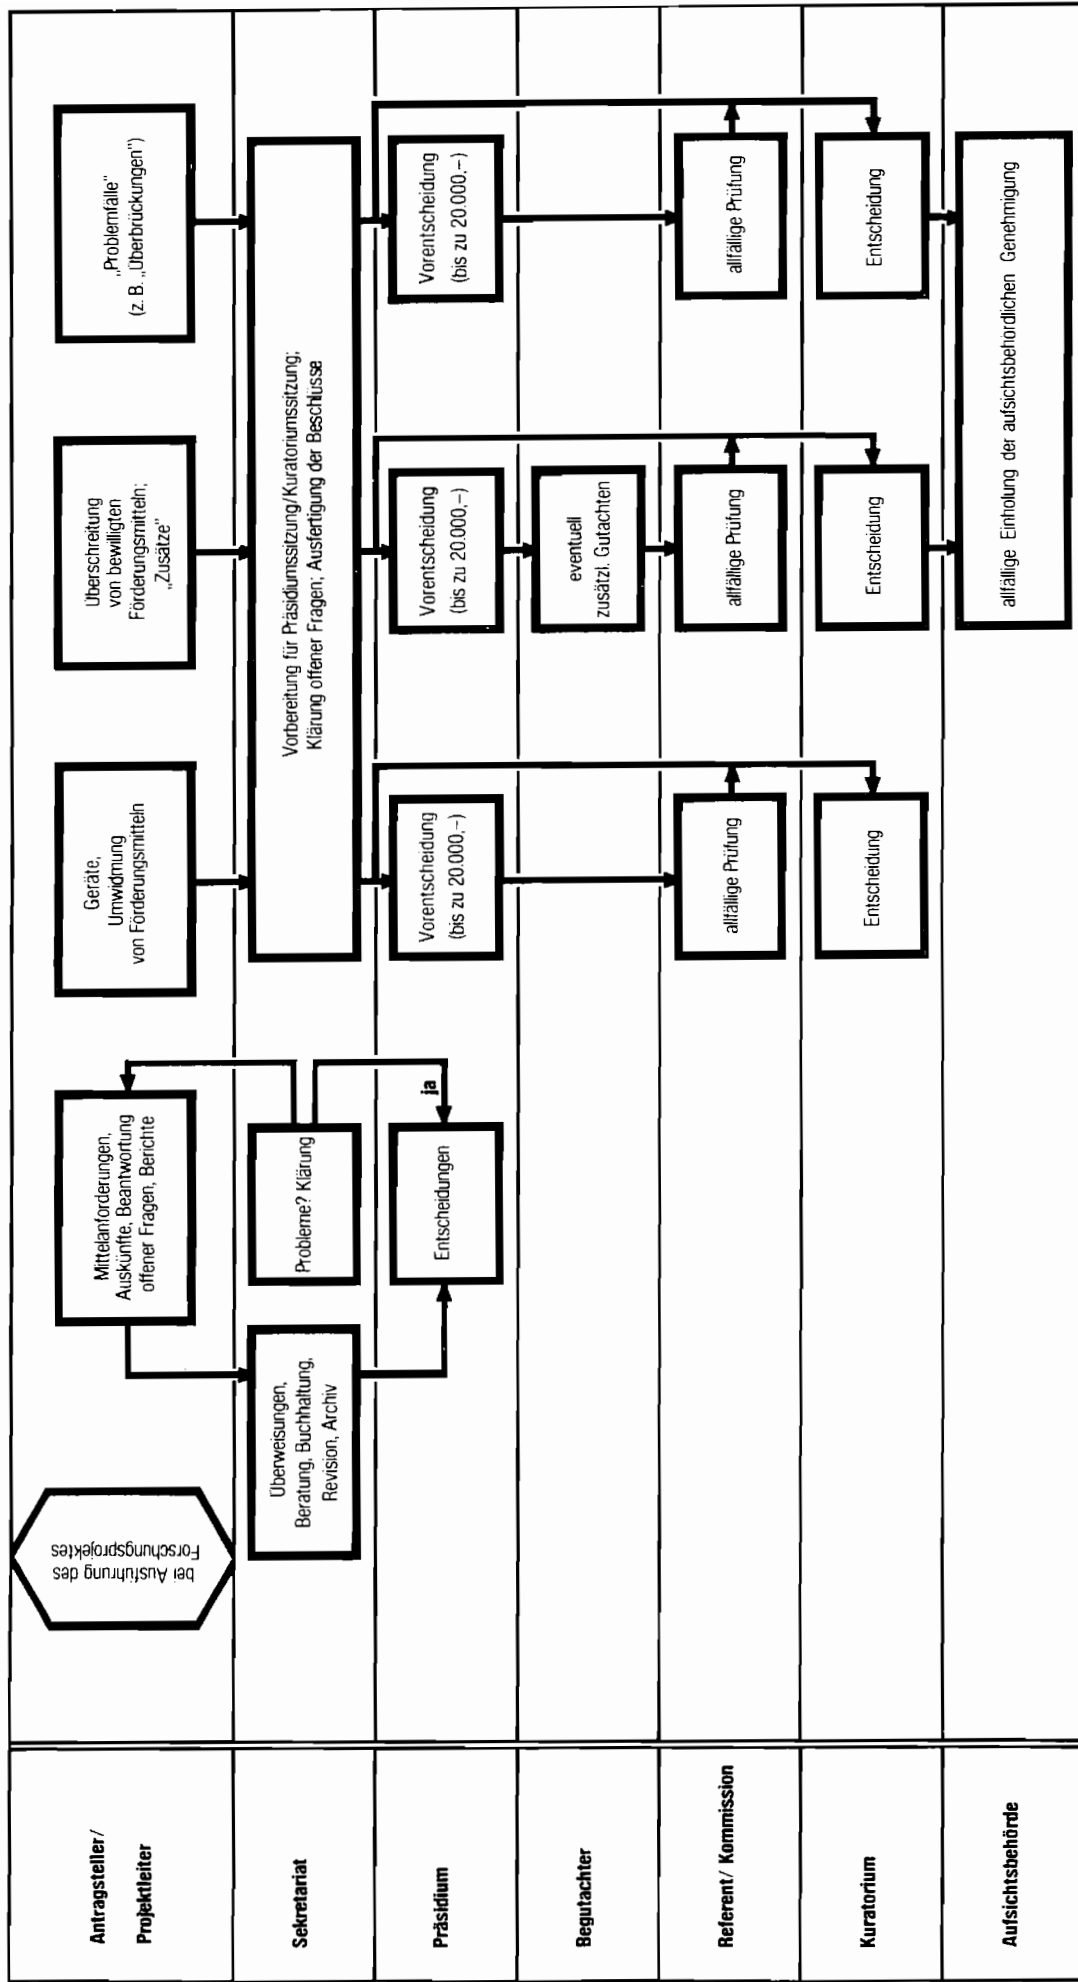 Antragsteller/
Projektleiter
bei Ausführung des
Forschungsprojektes
Mittelanforderungen,
Auskünfte, Beantwortung
offener Fragen, Berichte
Geräte,
Umwidmung
von Förderungsmitteln
Überschreitung
von bewilligten
Förderungsmitteln;
„Zusätze"
„Problemfälle"
(z. B. „Überbrückungen")
Sekretariat
Überweisungen,
Beratung, Buchhaltung,
Revision, Archiv
Probleme? Klärung
Vorbereitung für Präsidiumssitzung/Kuratoriumssitzung;
Klärung offener Fragen; Ausfertigung der Beschlüsse
Präsidium
Entscheidungen
ja
Vorentscheidung
(bis zu 20.000,–)
Vorentscheidung
(bis zu 20.000,–)
Vorentscheidung
(bis zu 20.000.–)
Begutachter
eventuell
zusätzl. Gutachten
Referent/ Kommission
allfällige Prüfung
allfällige Prüfung
allfällige Prüfung
Kuratorium
Entscheidung
Entscheidung
Entscheidung
Aufsichtsbehörde
allfällige Einholung der aufsichtsbehördlichen Genehmigung